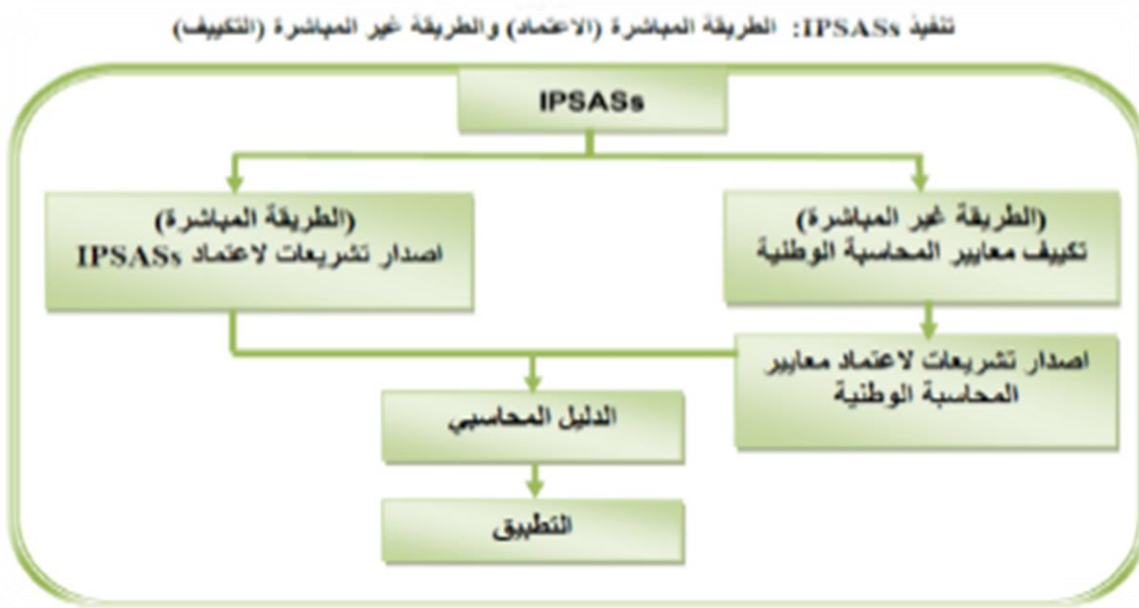 تنفيذ IPSASs: الطريقة المباشرة (الاعتماد) والطريقة غير المباشرة (التكييف)
IPSASs
(الطريقة غير المباشرة)
تكييف معايير المحاسبة الوطنية
(الطريقة المباشرة)
اصدار تشريعات لاعتماد IPSASs
اصدار تشريعات لاعتماد معايير
المحاسبة الوطنية
الدليل المحاسبي
التطبيق